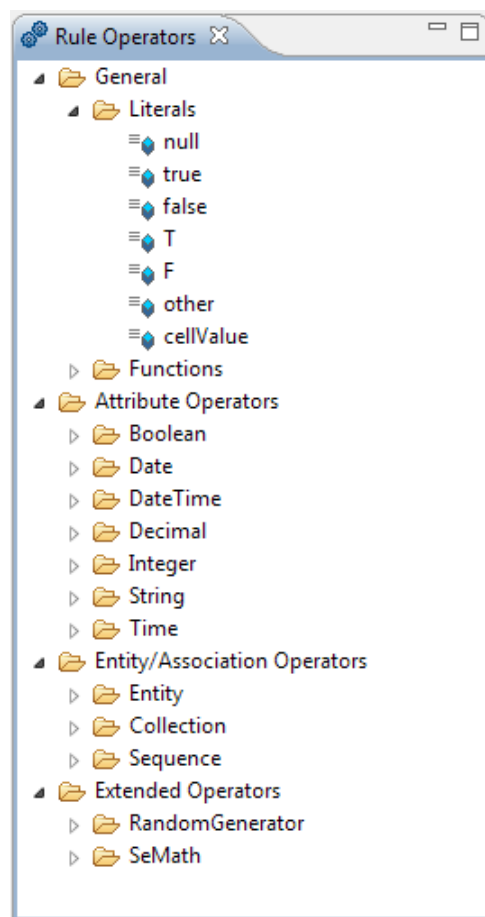 Rule Operators
General
Literals
null
true
false
T
F
other
cellValue
Functions
Attribute Operators
Boolean
Date
DateTime
Decimal
Integer
String
Time
Entity/Association Operators
Entity
Collection
Sequence
Extended Operators
RandomGenerator
SeMath